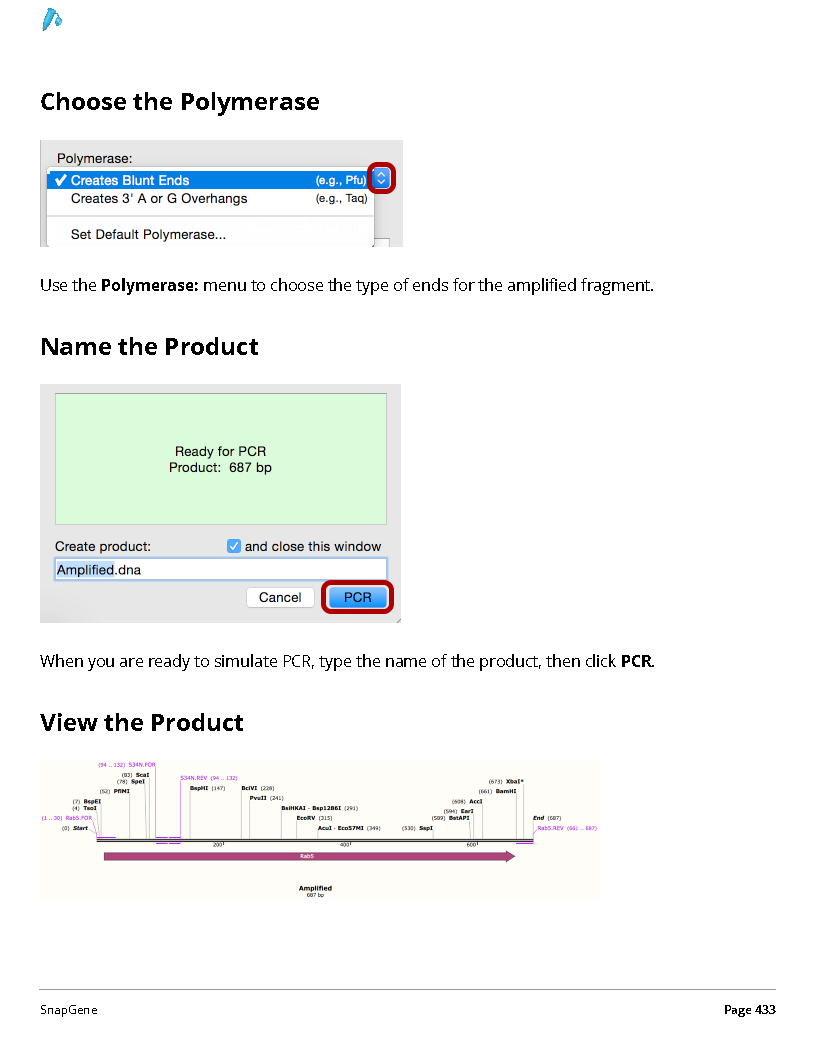 Choose the Polymerase
Polymerase:
✓ Creates Blunt Ends (e.g., Pfu)
Creates 3' A or G Overhangs (e.g., Taq)
Set Default Polymerase...
Use the Polymerase: menu to choose the type of ends for the amplified fragment.
Name the Product
Ready for PCR
Product: 687 bp
Create product: and close this window
Amplified.dna
Cancel PCR
When you are ready to simulate PCR, type the name of the product, then click PCR.
View the Product
(94 .. 132) S34N.FOR
(83) ScaI
(78) SpeI
(52) PflMI
(7) BspEI
(4) TsoI
(1 .. 30) Rab5.FOR
(0) Start
S34N.REV (94 .. 132)
BspHI (147)
BciVI (228)
PvuII (241)
BsiHKAI - Bsp1286I (291)
EcoRV (315)
AcuI - Eco57MI (349)
(530) SspI
(673) XbaI*
(661) BamHI
(608) AccI
(594) EarI
(589) BstAPI
End (687)
Rab5.REV (661 .. 687)
200 400 600
Rab5
Amplified
687 bp
SnapGene Page 433